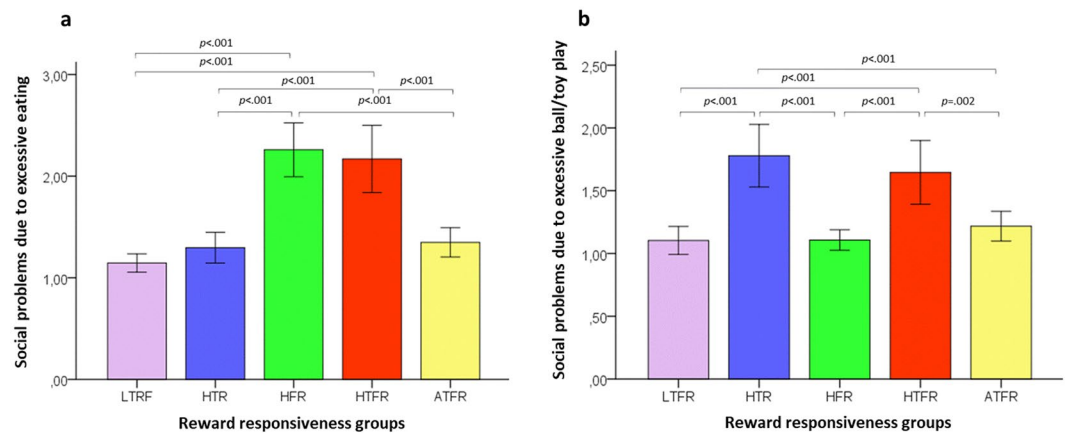 a
Social problems due to excessive eating
p<.001
p<.001
p<.001
p<.001
p<.001
p<.001
3,00
2,00
1,00
,00
LTRF
HTR
HFR
HTFR
ATFR
Reward responsiveness groups
b
Social problems due to excessive ball/toy play
p<.001
p<.001
p<.001
p<.001
p<.001
p=.002
2,50
2,00
1,50
1,00
,50
,00
LTFR
HTR
HFR
HTFR
ATFR
Reward responsiveness groups